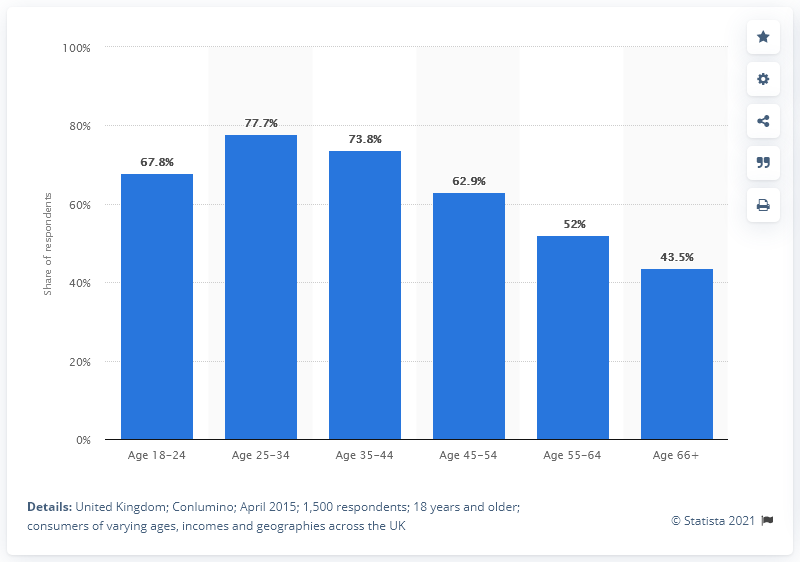 100%
80%
60%
40%
20%
0%
Share of respondents
67.8%
77.7%
73.8%
62.9%
52%
43.5%
Age 18–24
Age 25–34
Age 35–44
Age 45–54
Age 55–64
Age 66+
Details: United Kingdom; Conlumino; April 2015; 1,500 respondents; 18 years and older;
consumers of varying ages, incomes and geographies across the UK
© Statista 2021